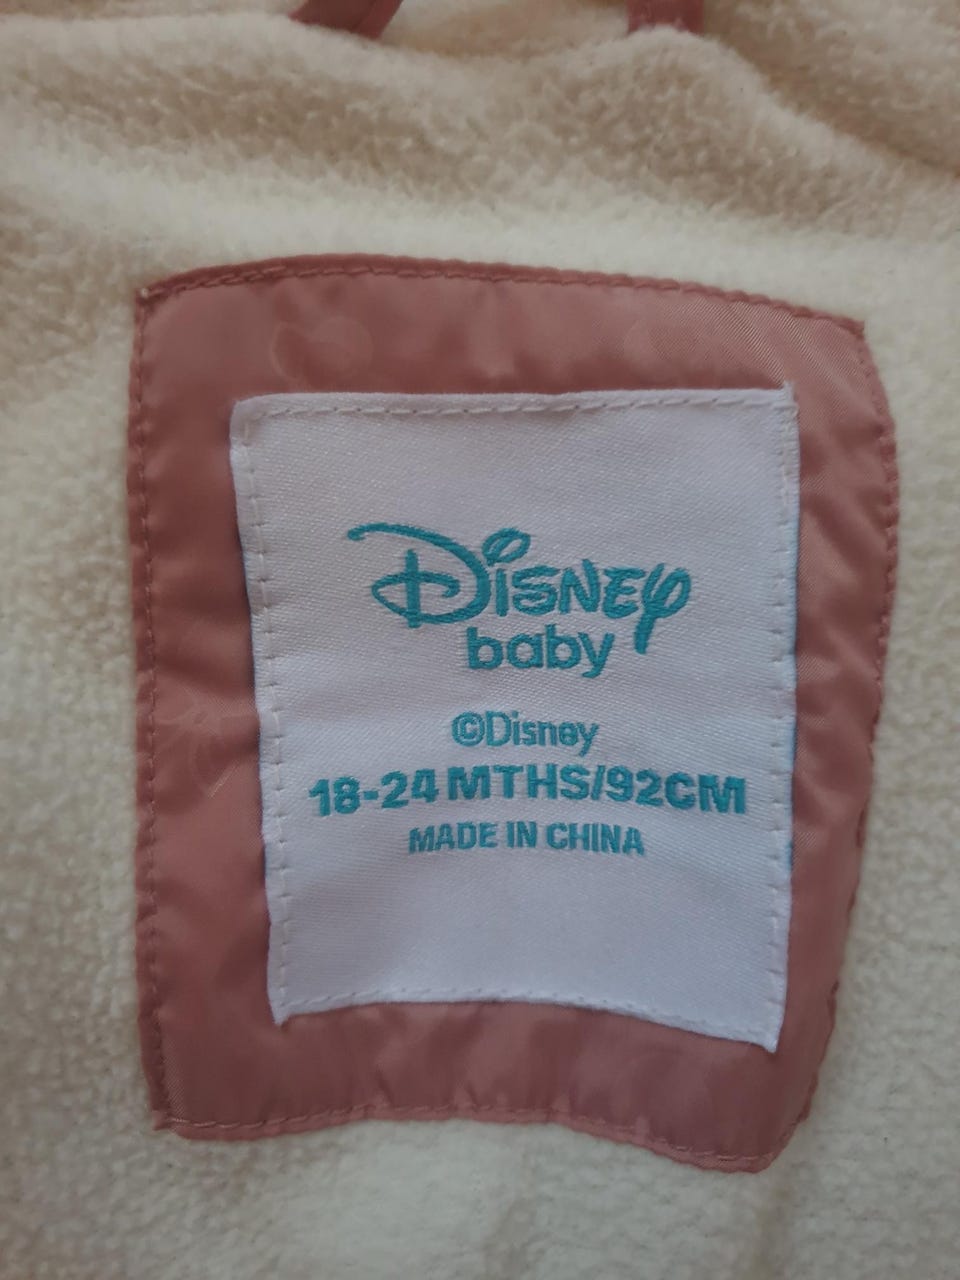 Disney
baby
©Disney
18-24 MTHS/92CM
MADE IN CHINA